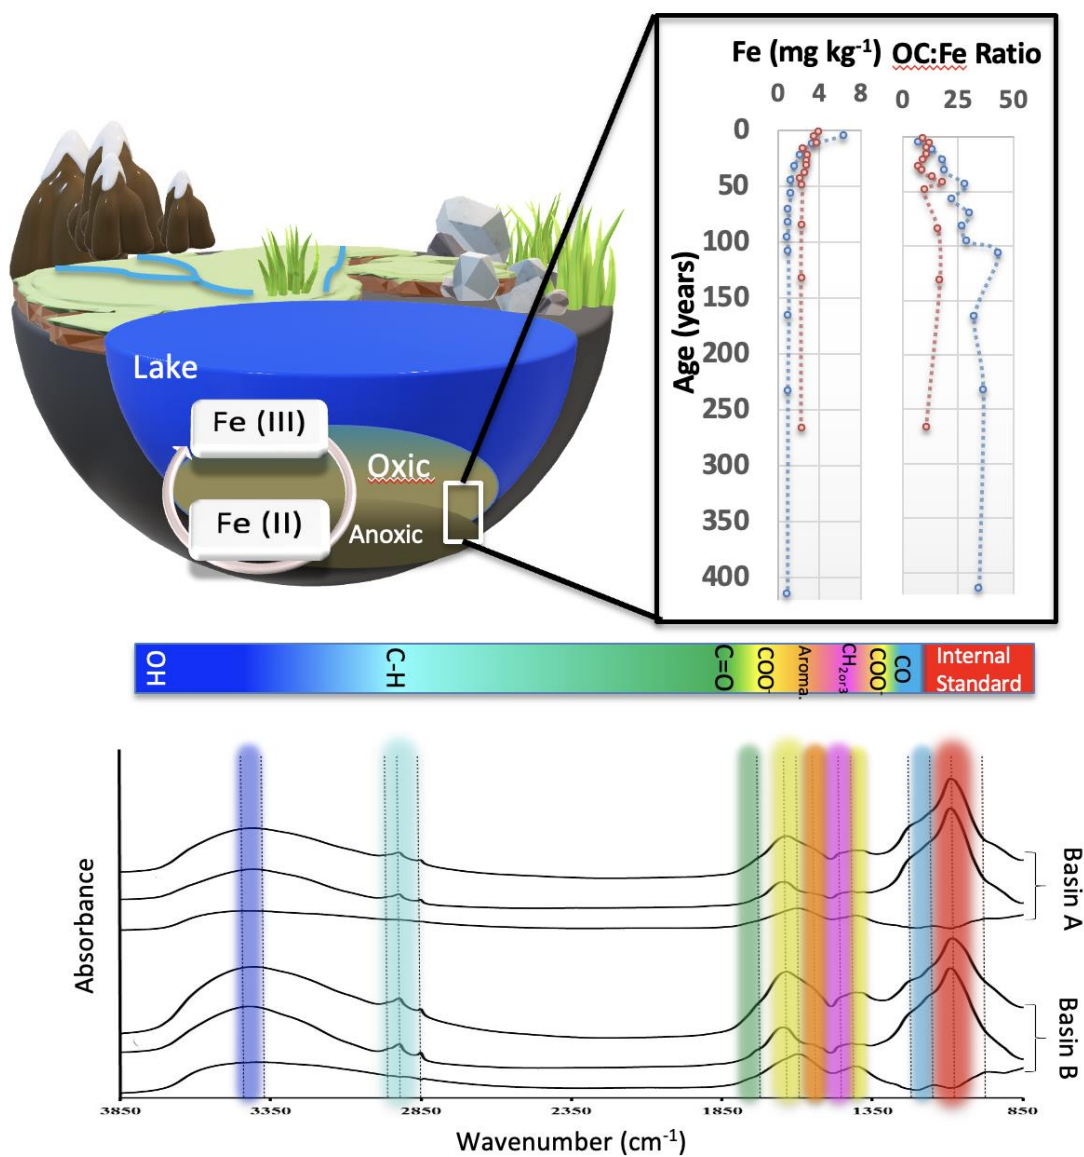 Fe (mg kg⁻¹) OC:Fe Ratio
0 4 8 0 25 50
0
50
100
150
200
250
300
350
400
Age (years)
Lake
Fe (III)
Oxic
Fe (II)
Anoxic
HO
C-H
C=O
COO⁻
Aroma.
CH₂or₃
COO⁻
CO
Internal
Standard
Absorbance
Basin A
Basin B
3850 3350 2850 2350 1850 1350 850
Wavenumber (cm⁻¹)